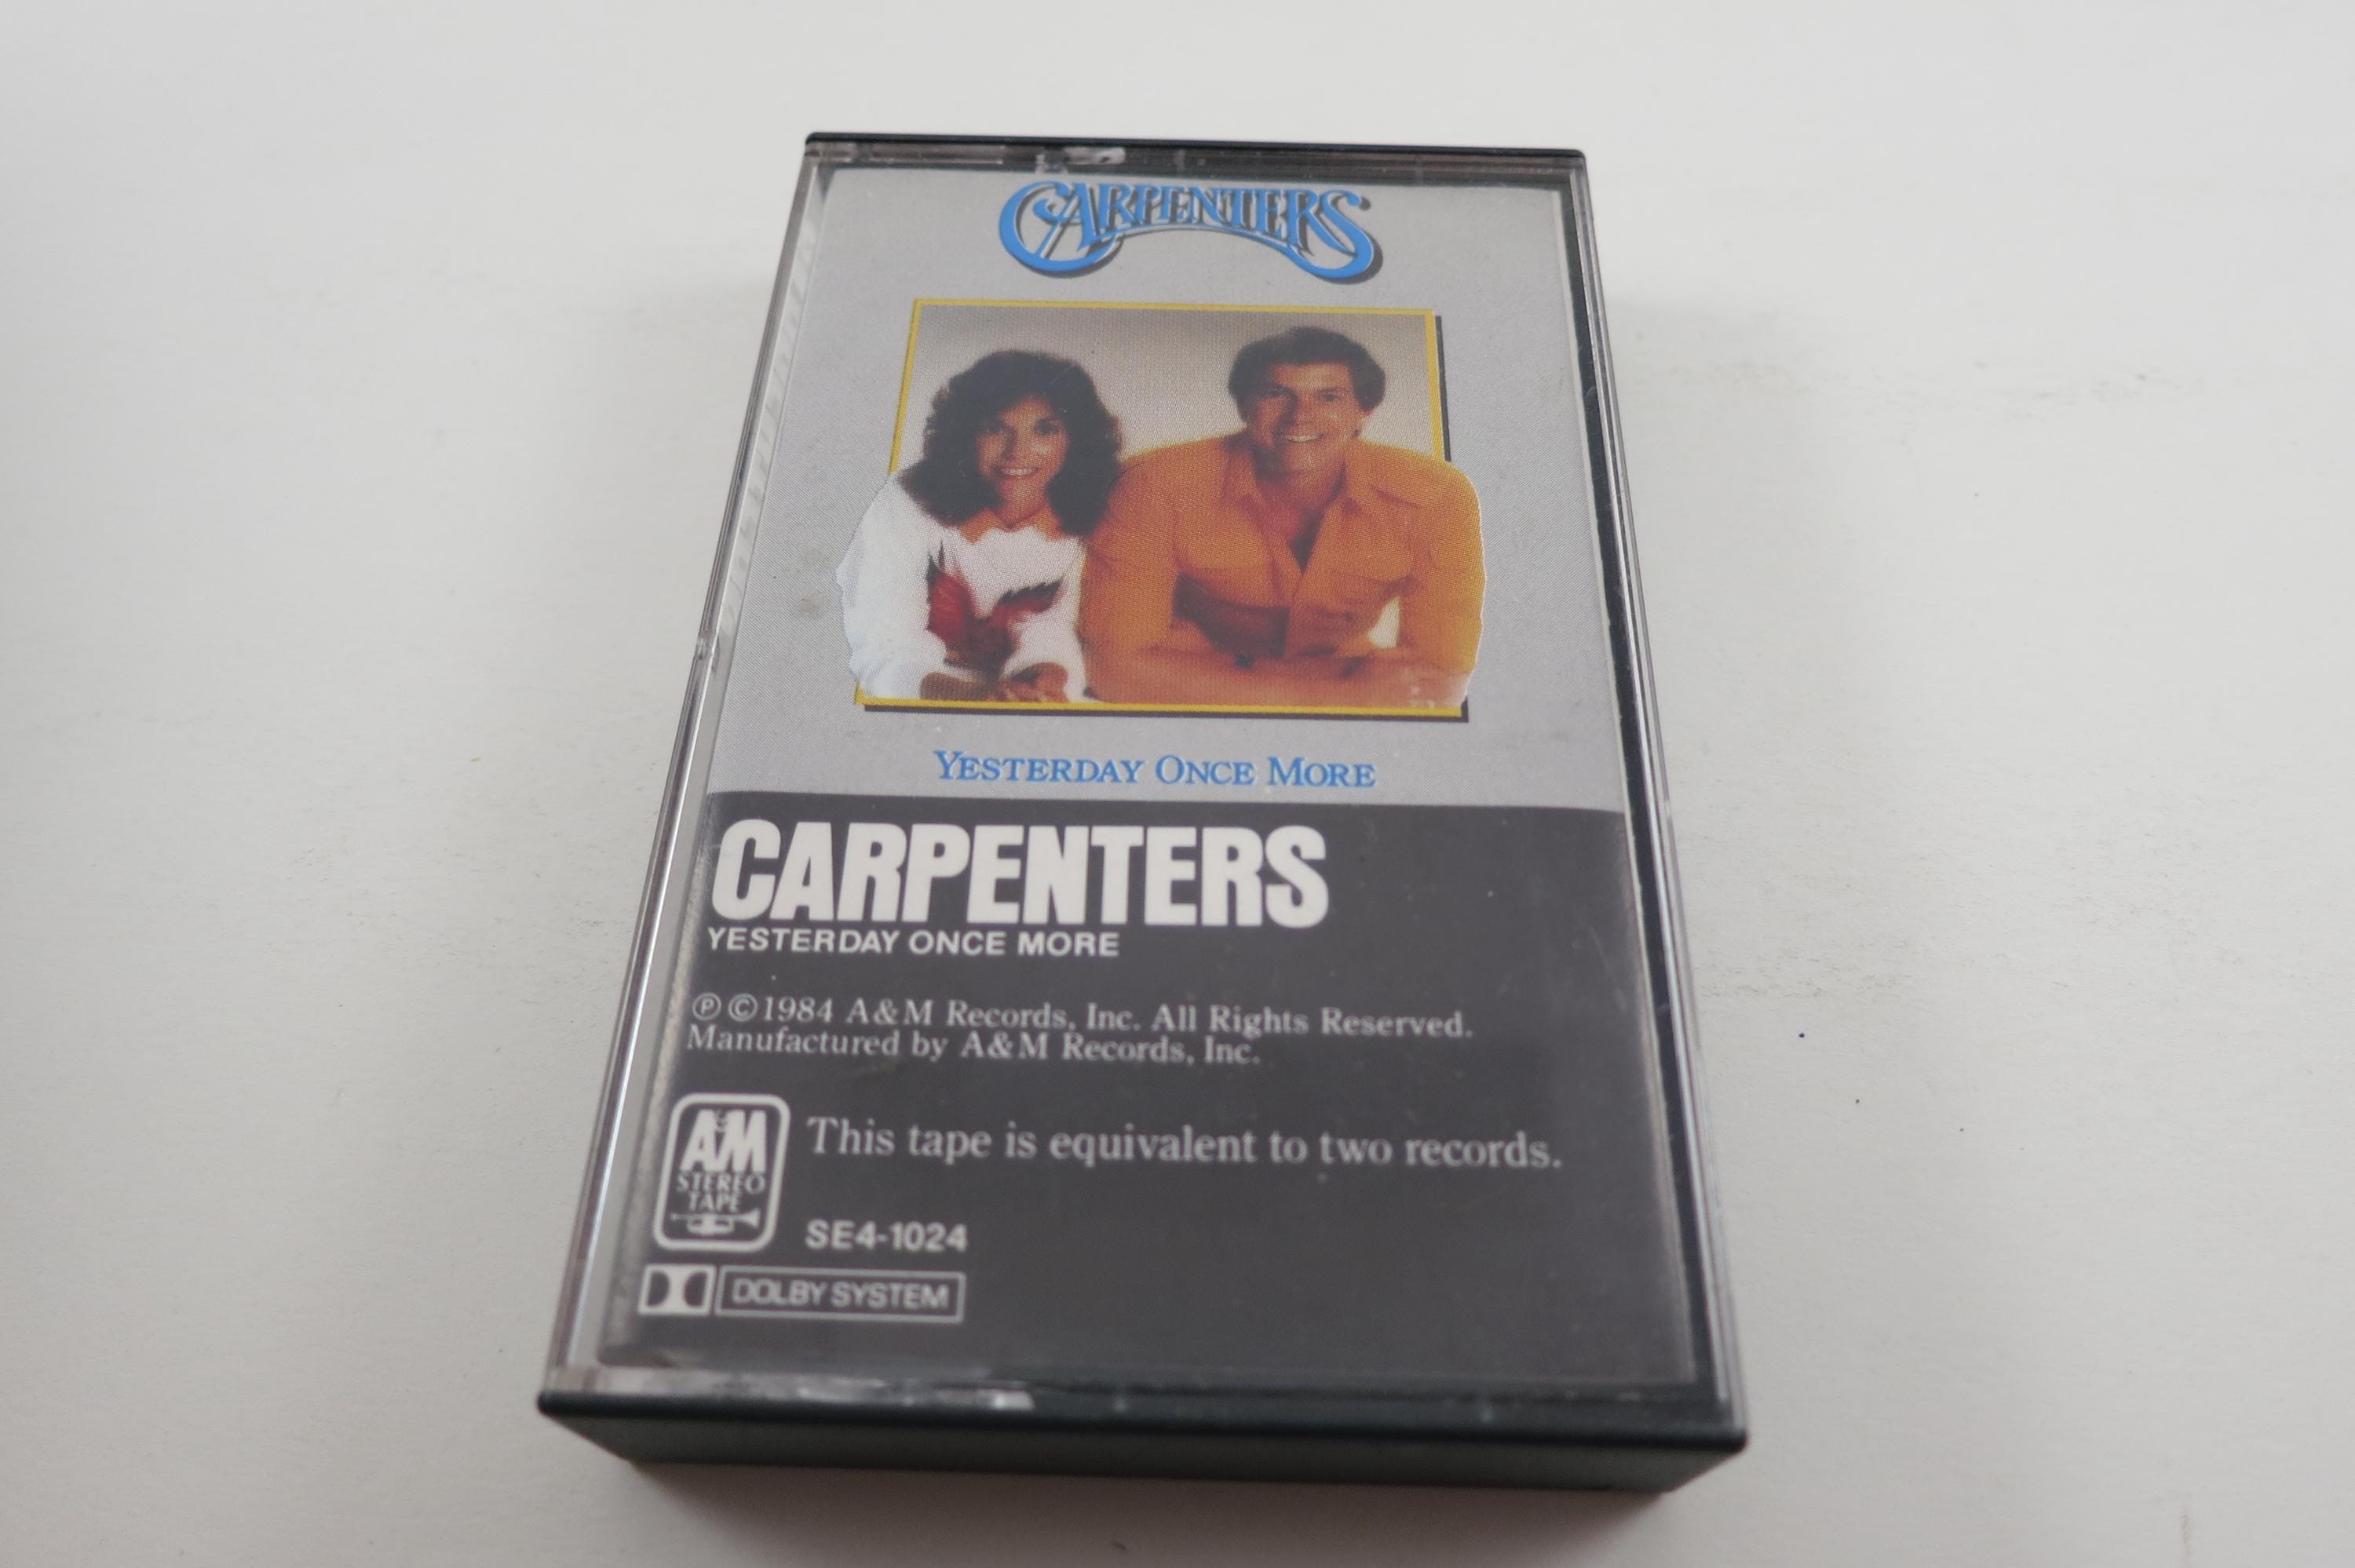 CARPENTERS
YESTERDAY ONCE MORE
CARPENTERS
YESTERDAY ONCE MORE
℗ ©1984 A&M Records, Inc. All Rights Reserved.
Manufactured by A&M Records, Inc.
A&M
STEREO
TAPE
This tape is equivalent to two records.
SE4-1024
DOLBY SYSTEM